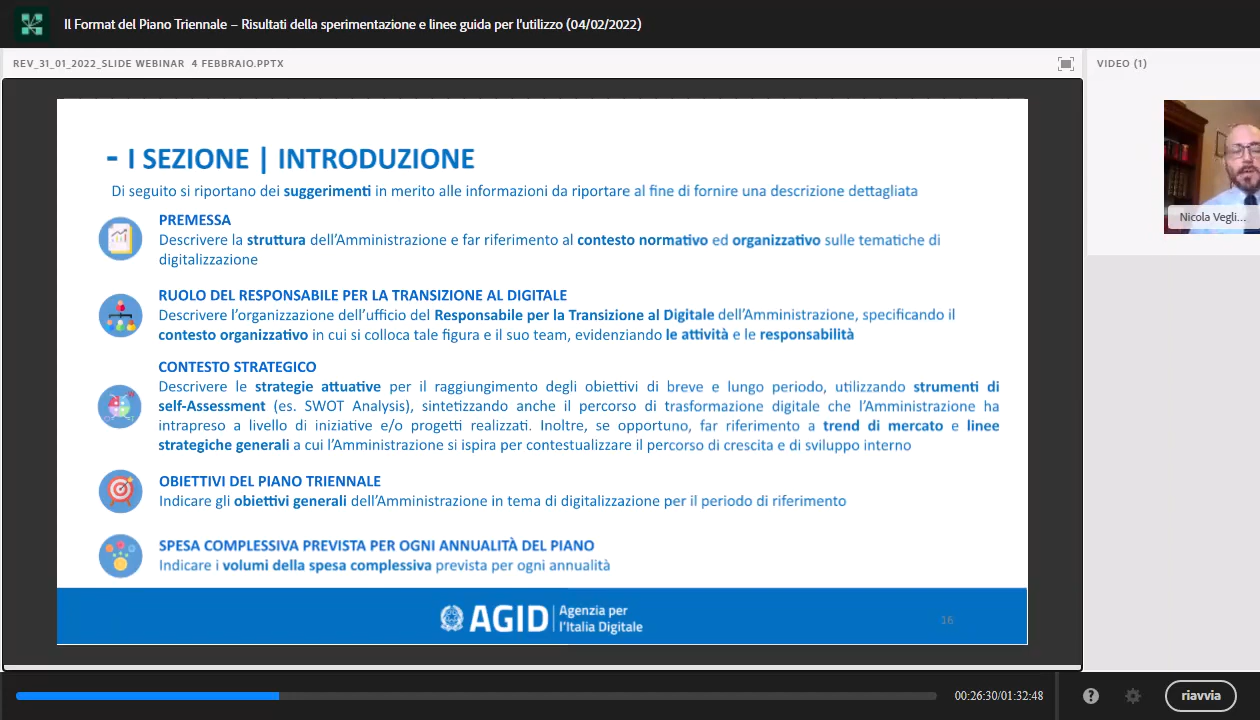 Il Format del Piano Triennale – Risultati della sperimentazione e linee guida per l'utilizzo (04/02/2022)
REV_31_01_2022_SLIDE WEBINAR 4 FEBBRAIO.PPTX
VIDEO (1)
- I SEZIONE | INTRODUZIONE
Di seguito si riportano dei suggerimenti in merito alle informazioni da riportare al fine di fornire una descrizione dettagliata
PREMESSA
Descrivere la struttura dell'Amministrazione e far riferimento al contesto normativo ed organizzativo sulle tematiche di
digitalizzazione
RUOLO DEL RESPONSABILE PER LA TRANSIZIONE AL DIGITALE
Descrivere l'organizzazione dell'ufficio del Responsabile per la Transizione al Digitale dell'Amministrazione, specificando il
contesto organizzativo in cui si colloca tale figura e il suo team, evidenziando le attività e le responsabilità
CONTESTO STRATEGICO
Descrivere le strategie attuative per il raggiungimento degli obiettivi di breve e lungo periodo, utilizzando strumenti di
self-Assessment (es. SWOT Analysis), sintetizzando anche il percorso di trasformazione digitale che l'Amministrazione ha
intrapreso a livello di iniziative e/o progetti realizzati. Inoltre, se opportuno, far riferimento a trend di mercato e linee
strategiche generali a cui l'Amministrazione si ispira per contestualizzare il percorso di crescita e di sviluppo interno
OBIETTIVI DEL PIANO TRIENNALE
Indicare gli obiettivi generali dell'Amministrazione in tema di digitalizzazione per il periodo di riferimento
SPESA COMPLESSIVA PREVISTA PER OGNI ANNUALITÀ DEL PIANO
Indicare i volumi della spesa complessiva prevista per ogni annualità
AGID Agenzia per
l'Italia Digitale
16
Nicola Vegli...
00:26:30/01:32:48
?
riavvia